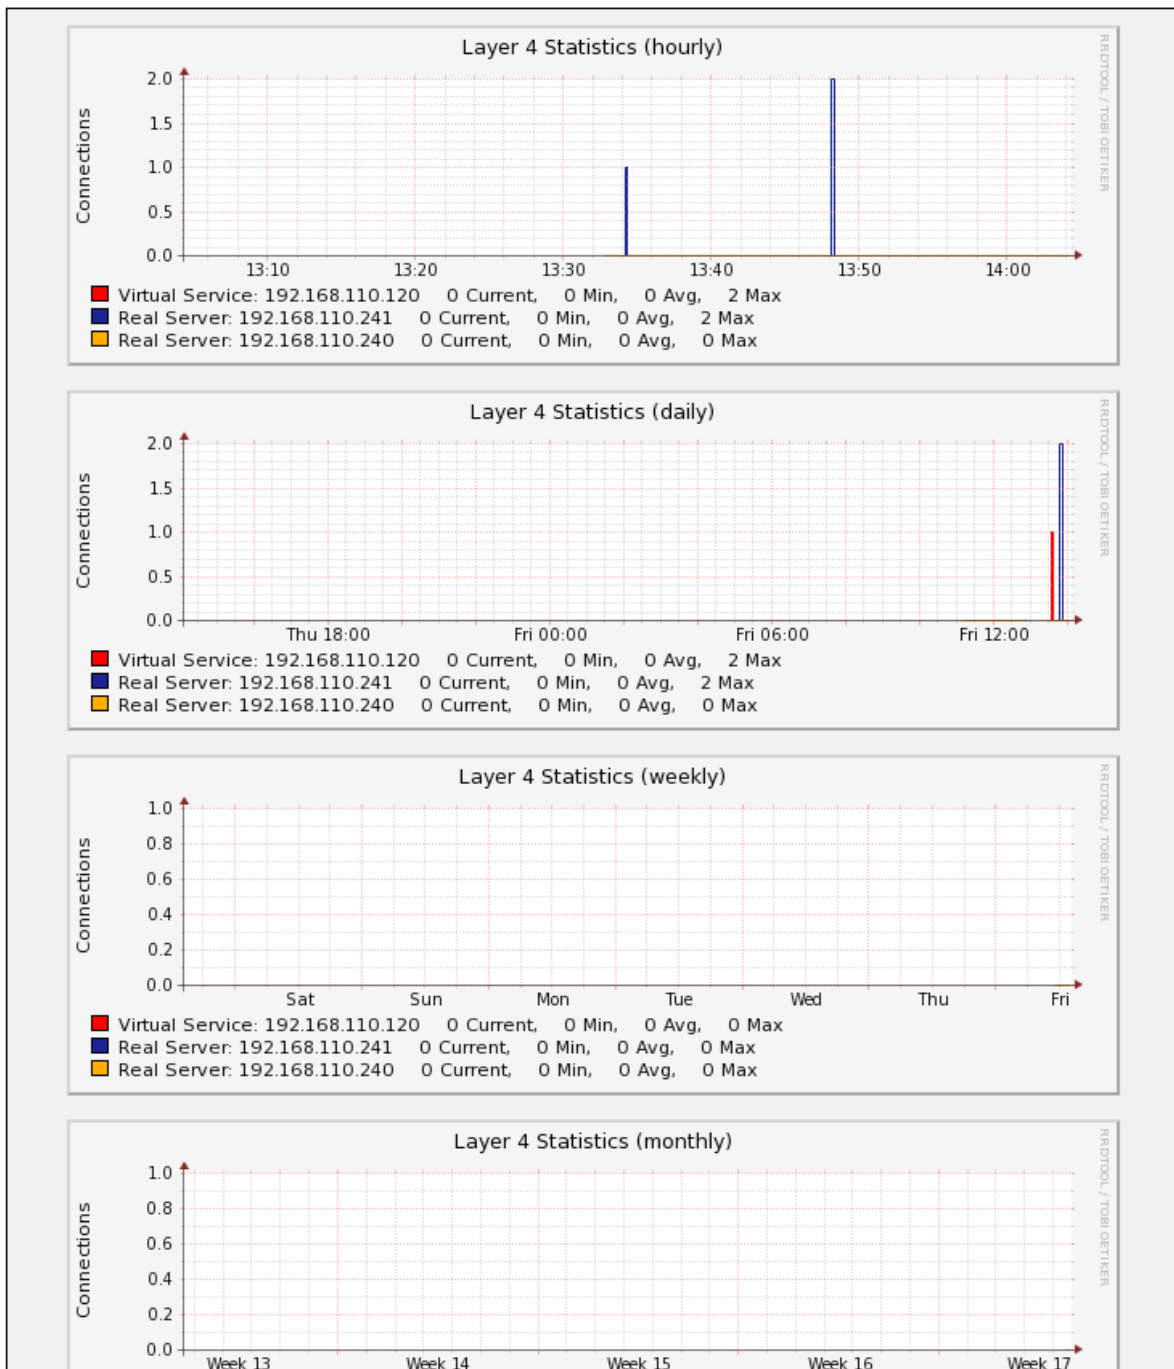 Layer 4 Statistics (hourly)
RRDTOOL / TOBI OETIKER
Connections
2.0
1.5
1.0
0.5
0.0
13:10 13:20 13:30 13:40 13:50 14:00
Virtual Service: 192.168.110.120 0 Current, 0 Min, 0 Avg, 2 Max
Real Server: 192.168.110.241 0 Current, 0 Min, 0 Avg, 2 Max
Real Server: 192.168.110.240 0 Current, 0 Min, 0 Avg, 0 Max
Layer 4 Statistics (daily)
RRDTOOL / TOBI OETIKER
Connections
2.0
1.5
1.0
0.5
0.0
Thu 18:00 Fri 00:00 Fri 06:00 Fri 12:00
Virtual Service: 192.168.110.120 0 Current, 0 Min, 0 Avg, 2 Max
Real Server: 192.168.110.241 0 Current, 0 Min, 0 Avg, 2 Max
Real Server: 192.168.110.240 0 Current, 0 Min, 0 Avg, 0 Max
Layer 4 Statistics (weekly)
RRDTOOL / TOBI OETIKER
Connections
1.0
0.8
0.6
0.4
0.2
0.0
Sat Sun Mon Tue Wed Thu Fri
Virtual Service: 192.168.110.120 0 Current, 0 Min, 0 Avg, 0 Max
Real Server: 192.168.110.241 0 Current, 0 Min, 0 Avg, 0 Max
Real Server: 192.168.110.240 0 Current, 0 Min, 0 Avg, 0 Max
Layer 4 Statistics (monthly)
RRDTOOL / TOBI OETIKER
Connections
1.0
0.8
0.6
0.4
0.2
0.0
Week 13 Week 14 Week 15 Week 16 Week 17